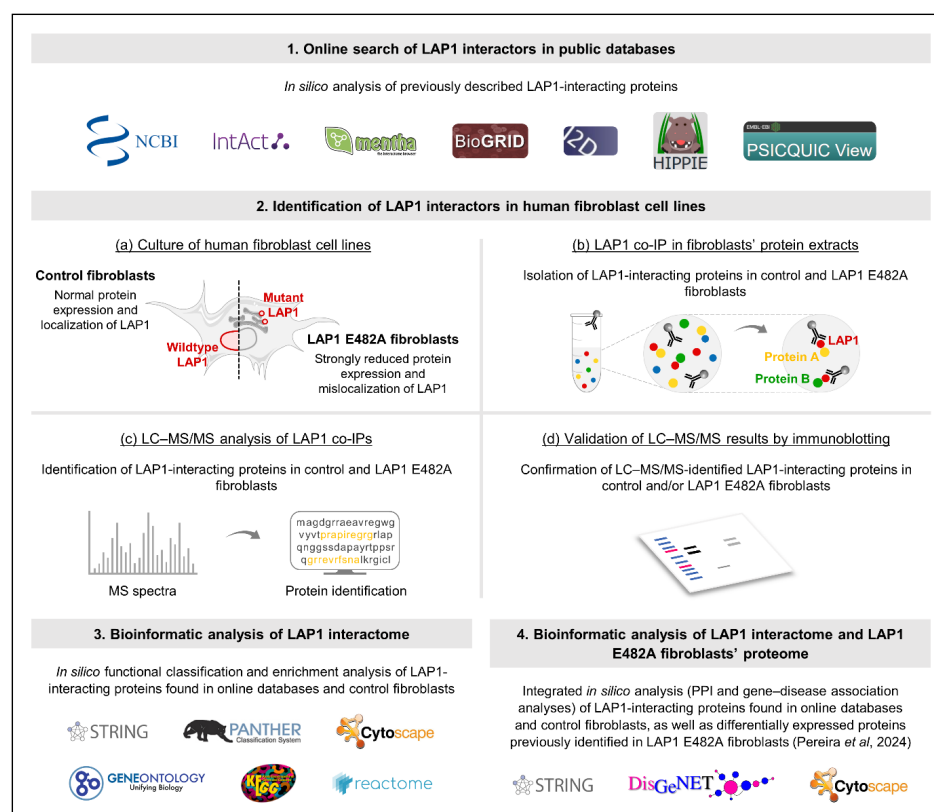 1. Online search of LAP1 interactors in public databases
In silico analysis of previously described LAP1-interacting proteins
NCBI
IntAct
mentha
the interactome browser
BioGRID
I2D
HIPPIE
EMBL-EBI
PSICQUIC View
2. Identification of LAP1 interactors in human fibroblast cell lines
(a) Culture of human fibroblast cell lines
Control fibroblasts
Normal protein
expression and
localization of LAP1
Mutant
LAP1
Wildtype
LAP1
LAP1 E482A fibroblasts
Strongly reduced protein
expression and
mislocalization of LAP1
(b) LAP1 co-IP in fibroblasts’ protein extracts
Isolation of LAP1-interacting proteins in control and LAP1 E482A
fibroblasts
LAP1
Protein A
Protein B
(c) LC–MS/MS analysis of LAP1 co-IPs
Identification of LAP1-interacting proteins in control and LAP1 E482A
fibroblasts
MS spectra
magdgrraeavregwg
vyvtprapiregrgrlap
qnggssdapayrtppsr
qgrrevrfsnalkrgicl
Protein identification
(d) Validation of LC–MS/MS results by immunoblotting
Confirmation of LC–MS/MS-identified LAP1-interacting proteins in
control and/or LAP1 E482A fibroblasts
3. Bioinformatic analysis of LAP1 interactome
In silico functional classification and enrichment analysis of LAP1-
interacting proteins found in online databases and control fibroblasts
STRING
PANTHER
Classification System
Cytoscape
GENEONTOLOGY
Unifying Biology
KEGG
reactome
4. Bioinformatic analysis of LAP1 interactome and LAP1
E482A fibroblasts’ proteome
Integrated in silico analysis (PPI and gene–disease association
analyses) of LAP1-interacting proteins found in online databases
and control fibroblasts, as well as differentially expressed proteins
previously identified in LAP1 E482A fibroblasts (Pereira et al, 2024)
STRING
DisGeNET
Cytoscape